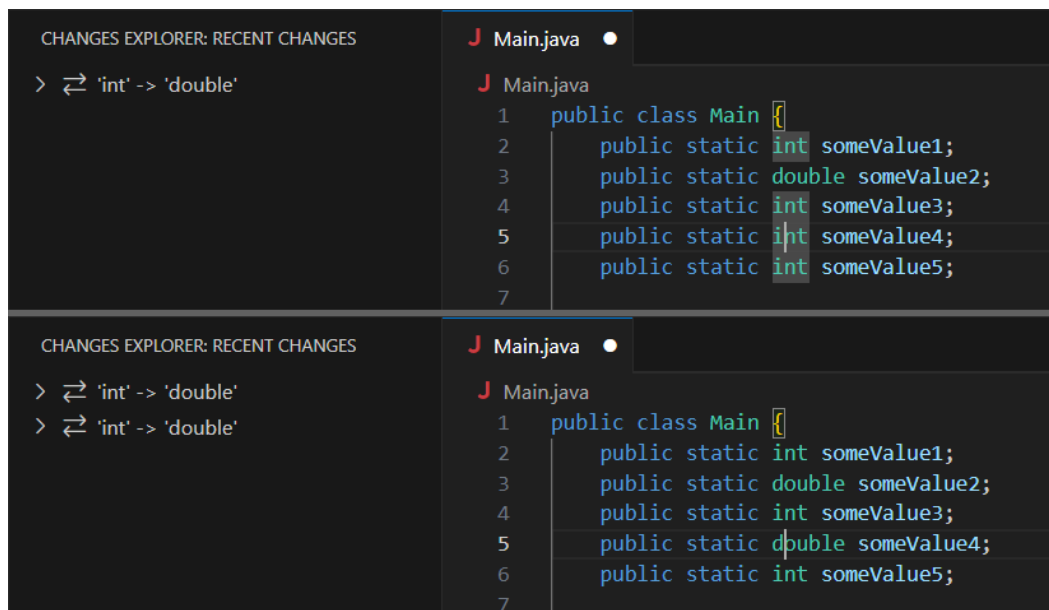 CHANGES EXPLORER: RECENT CHANGES
'int' -> 'double'
J Main.java
J Main.java
1 public class Main {
2 public static int someValue1;
3 public static double someValue2;
4 public static int someValue3;
5 public static int someValue4;
6 public static int someValue5;
7
CHANGES EXPLORER: RECENT CHANGES
'int' -> 'double'
'int' -> 'double'
J Main.java
J Main.java
1 public class Main {
2 public static int someValue1;
3 public static double someValue2;
4 public static int someValue3;
5 public static double someValue4;
6 public static int someValue5;
7